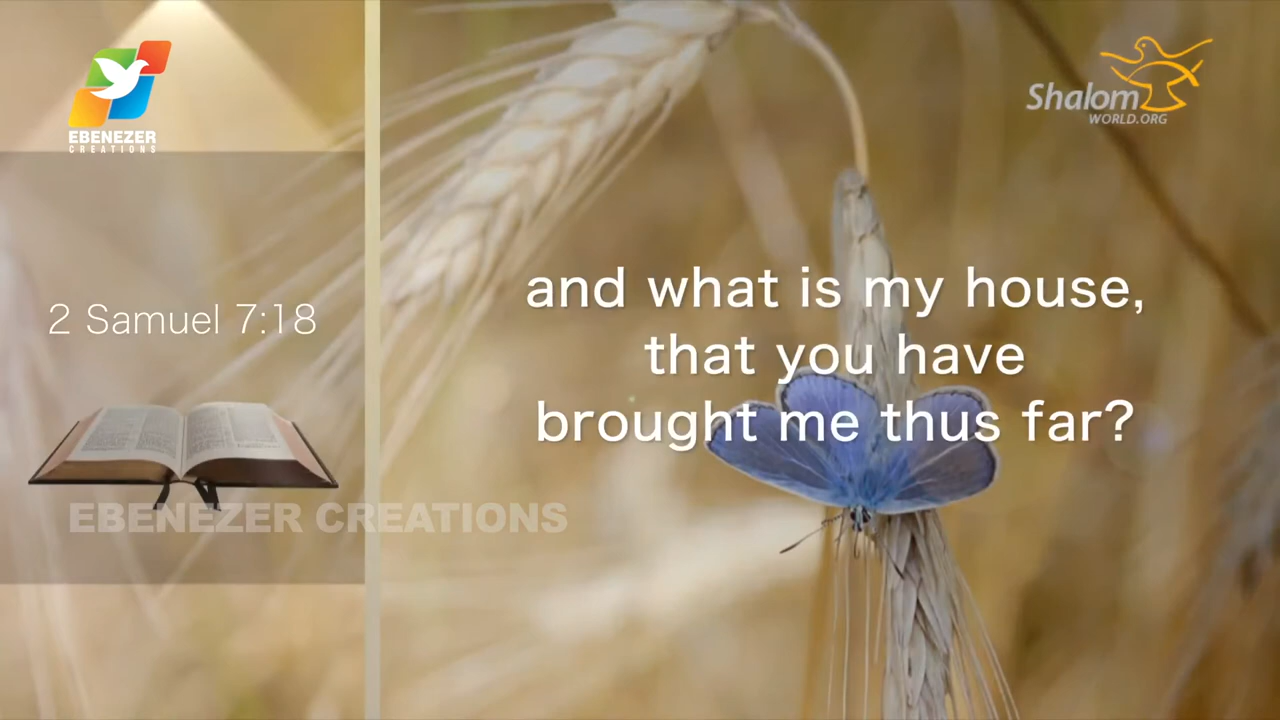 EBENEZER
CREATIONS
Shalom
WORLD.ORG
2 Samuel 7:18
and what is my house,
that you have
brought me thus far?
EBENEZER CREATIONS